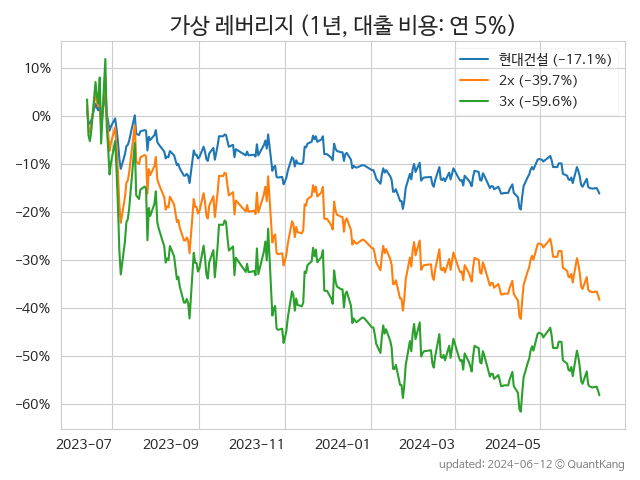 가상 레버리지 (1년, 대출 비용: 연 5%)
현대건설 (−17.1%)
2x (−39.7%)
3x (−59.6%)
10%
0%
−10%
−20%
−30%
−40%
−50%
−60%
2023-07
2023-09
2023-11
2024-01
2024-03
2024-05
updated: 2024-06-12 © QuantKang